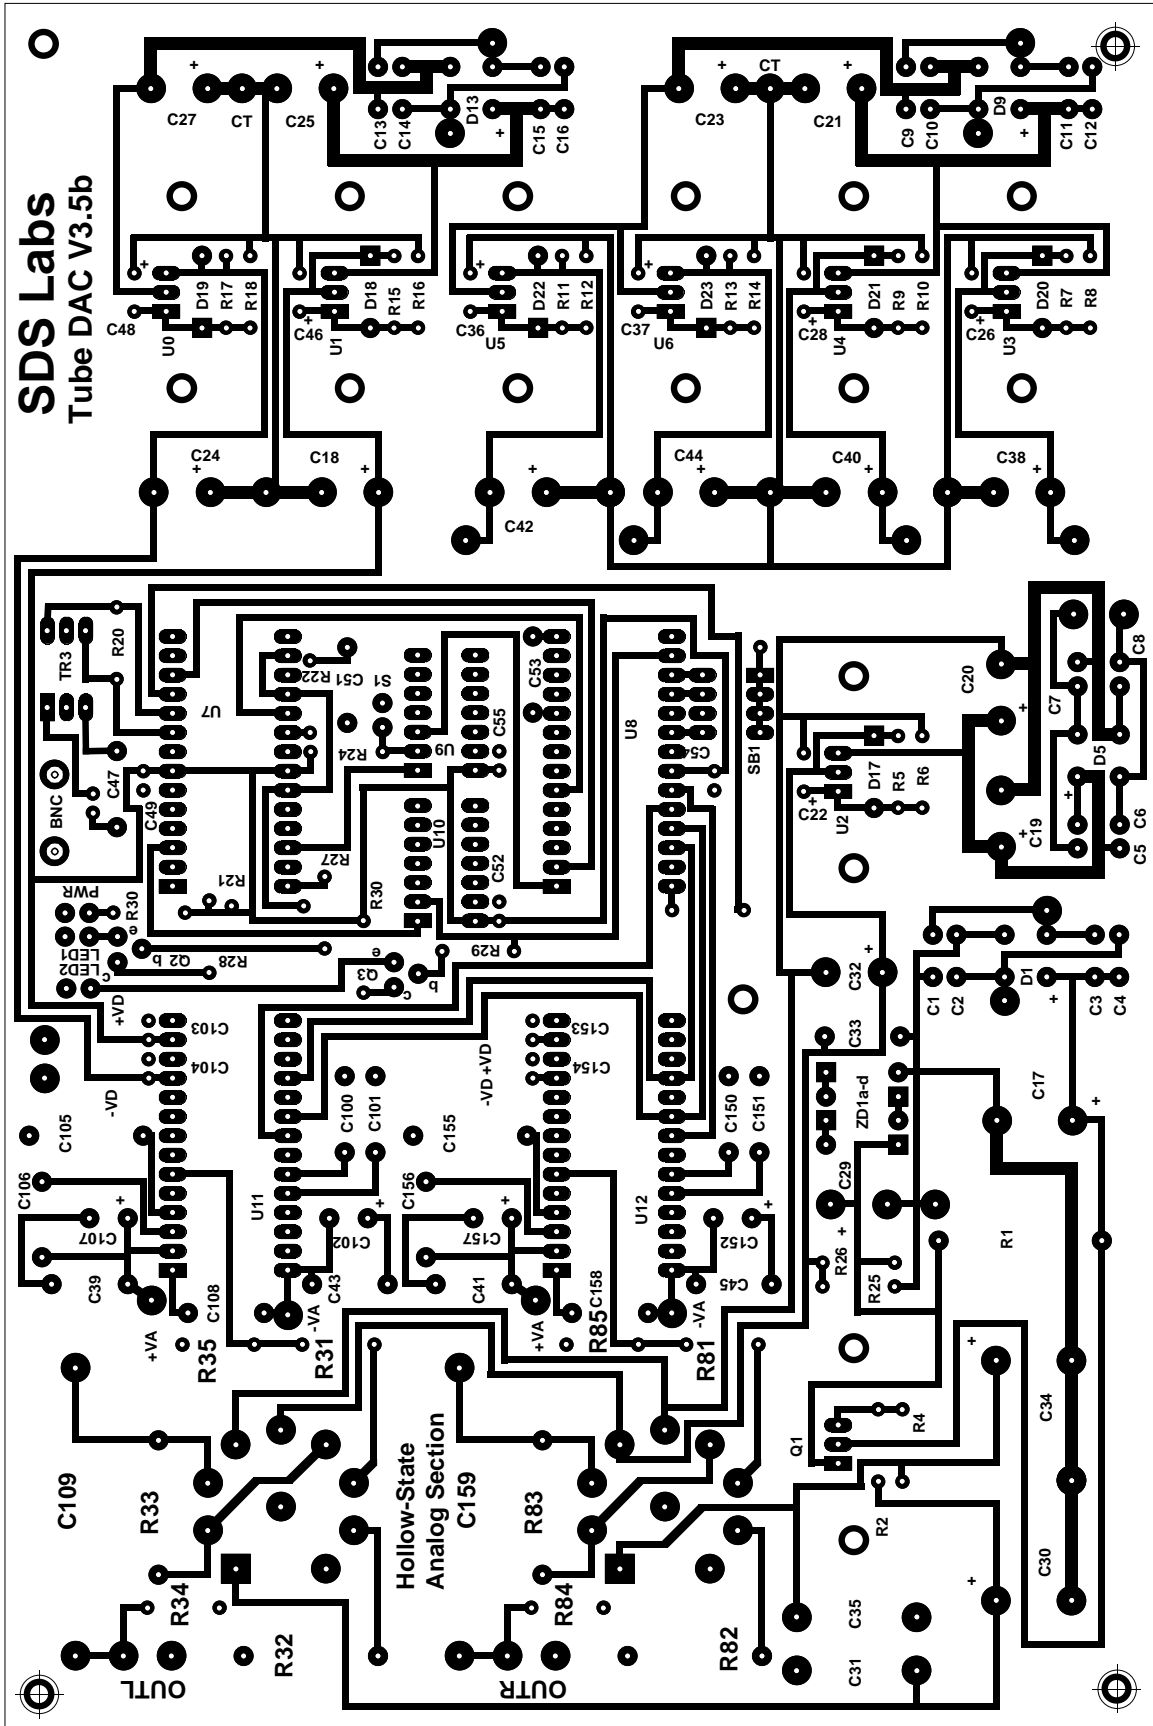 SDS Labs
Tube DAC V3.5b
C27
+
CT
C25
+
C13
C14
D13
+
C15
C16
C23
+
CT
C21
+
C9
C10
D9
+
C11
C12
+
C48
U0
D19
R17
R18
C46
+
U1
D18
R15
R16
+
C36
U5
D22
R11
R12
+
C37
U6
D23
R13
R14
C28
+
U4
D21
R9
R10
C26
+
U3
D20
R7
R8
C24
+
C18
+
C42
+
C44
+
C40
+
C38
+
TR3
R20
U7
R22
C51
S1
R24
U9
C55
C53
U8
C54
SB1
C20
+
C7
C8
D5
+
C22
+
U2
D17
R5
R6
C19
+
C6
C5
BNC
C47
C49
U10
C52
R27
R21
R30
PWR
R30
LED1
LED2
e
c
Q2
b
R28
e
Q3
c
b
R29
+VD
C103
C104
-VD
C105
C106
C107
+
C39
C108
+VA
U11
C100
C101
C102
+
C43
-VA
C153
+VD
-VD
C154
C155
C156
C157
+
C41
C158
+VA
U12
C150
C151
C152
+
C45
-VA
C32
+
C33
C1
C2
D1
+
C3
C4
ZD1a-d
C17
+
C29
+
R26
R25
R1
R35
R31
R85
R81
C109
R33
R34
R32
OUTL
Hollow-State
Analog Section
C159
R83
R84
R82
OUTR
Q1
R4
R2
+
C34
+
C30
C35
C31